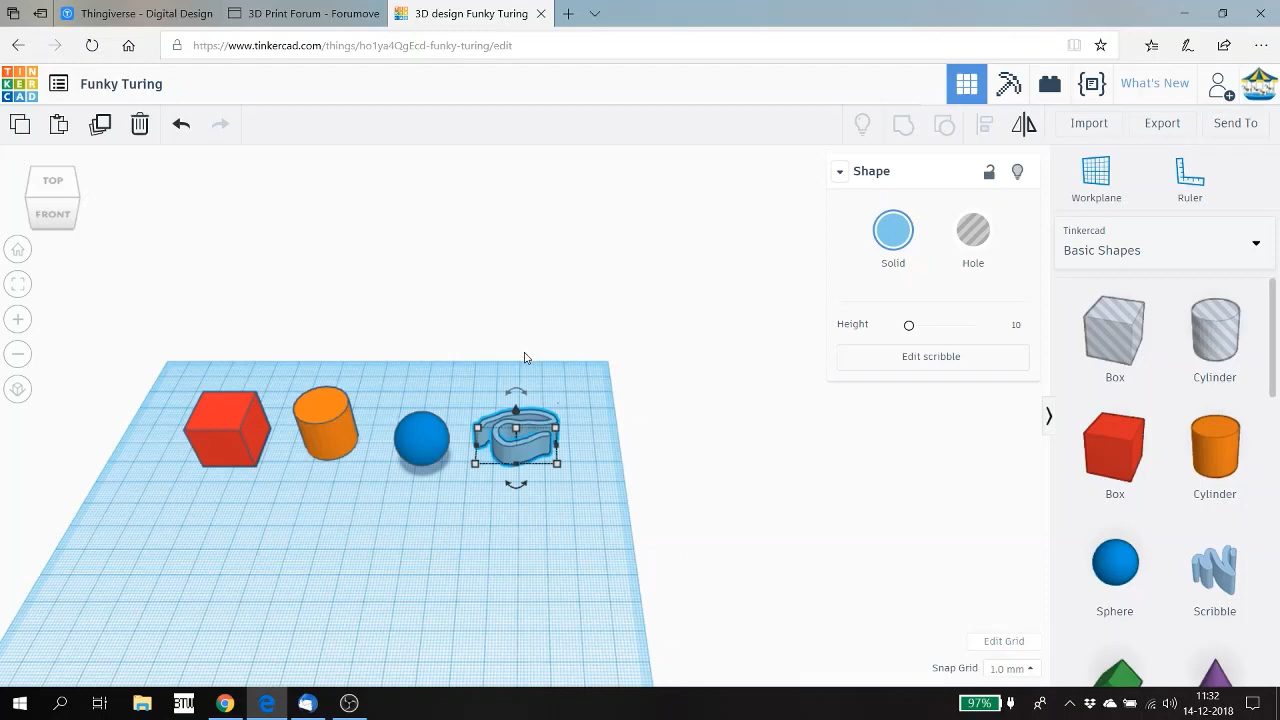 Thingiverse - Digital Design
3D Print Forum - Forumove
3D design Funky Turing
https://www.tinkercad.com/things/ho1ya4QgEcd-funky-turing/edit
TIN
KER
CAD
Funky Turing
What's New
Import
Export
Send To
TOP
FRONT
Shape
Solid
Hole
Height
10
Edit scribble
Workplane
Ruler
Tinkercad
Basic Shapes
Box
Cylinder
Box
Cylinder
Sphere
Scribble
Edit Grid
Snap Grid
1.0 mm
BTW
97%
11:32
14-12-2018